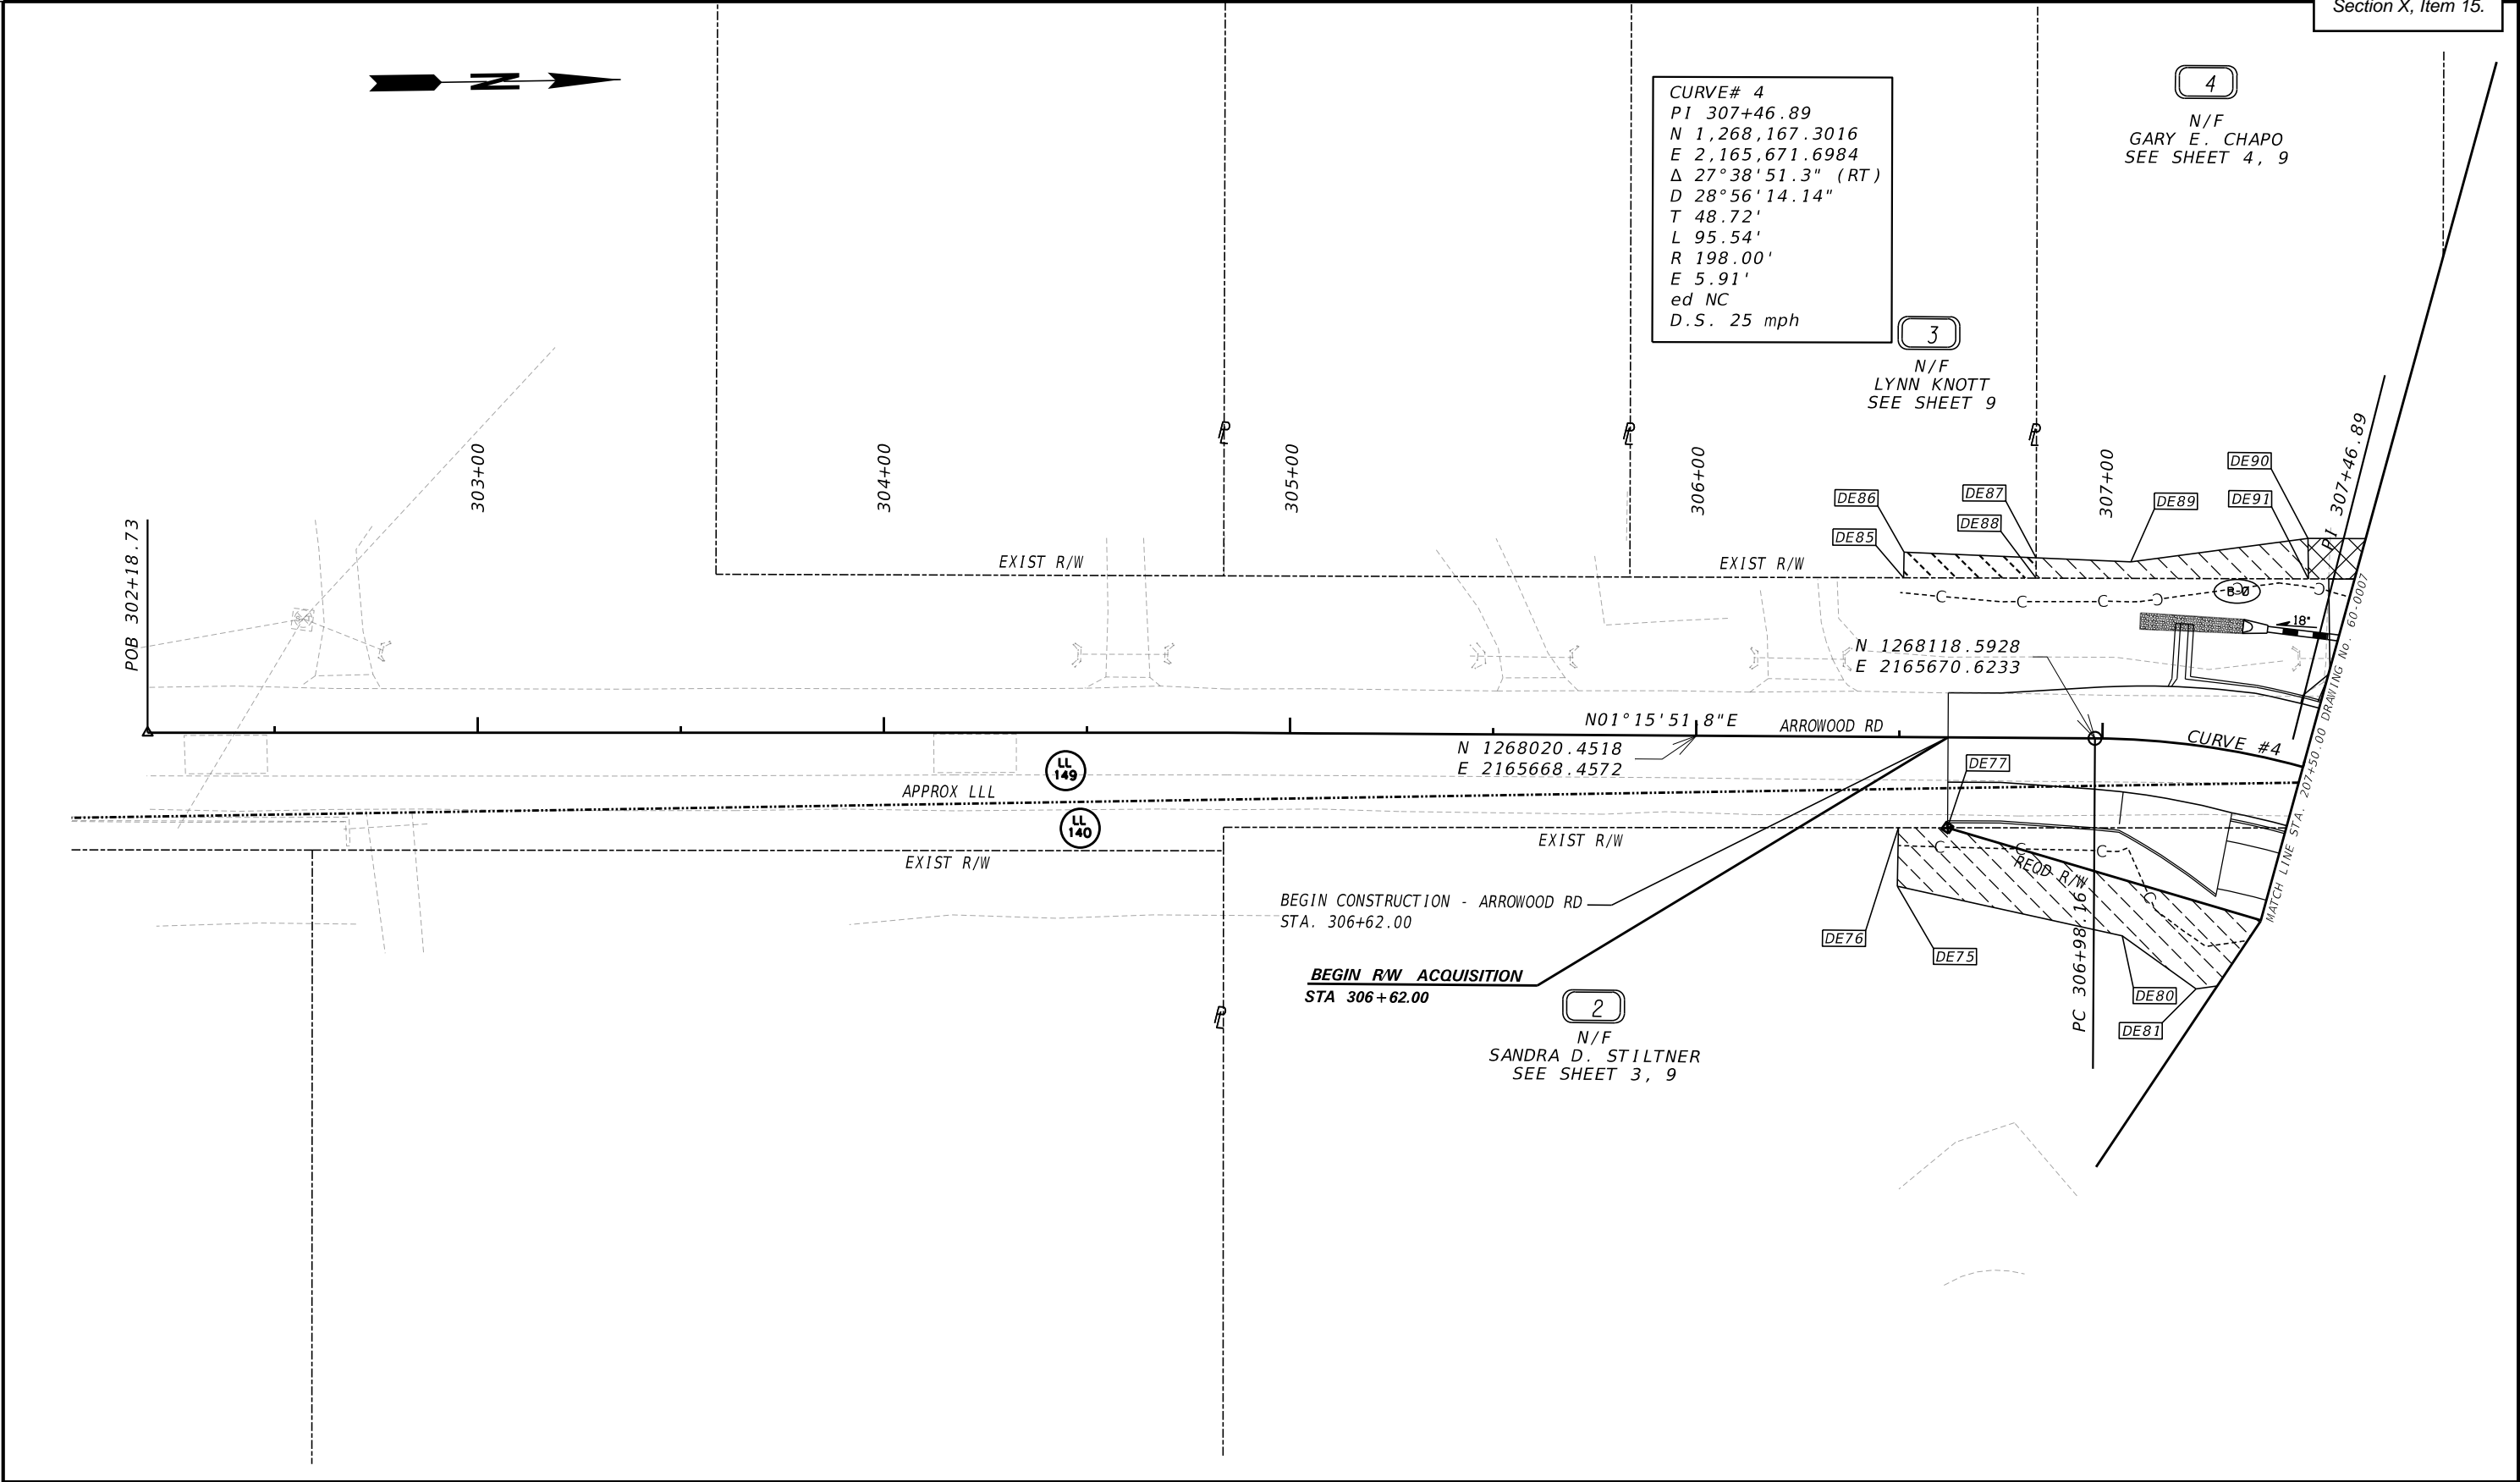 Section X, Item 15.
N
CURVE# 4
PI 307+46.89
N 1,268,167.3016
E 2,165,671.6984
Δ 27°38'51.3" (RT)
D 28°56'14.14"
T 48.72'
L 95.54'
R 198.00'
E 5.91'
ed NC
D.S. 25 mph
4
N/F
GARY E. CHAPO
SEE SHEET 4, 9
3
N/F
LYNN KNOTT
SEE SHEET 9
PL
PL
PL
POB 302+18.73
303+00
304+00
305+00
306+00
307+00
PI 307+46.89
DE90
DE91
DE89
DE87
DE88
DE86
DE85
EXIST R/W
EXIST R/W
C
C
C
C
C
C
B-Ø
18"
N 1268118.5928
E 2165670.6233
N01°15'51.8"E
ARROWOOD RD
CURVE #4
N 1268020.4518
E 2165668.4572
DE77
LL
149
APPROX LLL
LL
140
EXIST R/W
EXIST R/W
C
C
C
C
REQD R/W
MATCH LINE STA. 207+50.00 DRAWING No. 60-0007
BEGIN CONSTRUCTION - ARROWOOD RD
STA. 306+62.00
DE76
DE75
PC 306+98.16
DE80
DE81
BEGIN R/W ACQUISITION
STA 306+62.00
PL
2
N/F
SANDRA D. STILTNER
SEE SHEET 3, 9